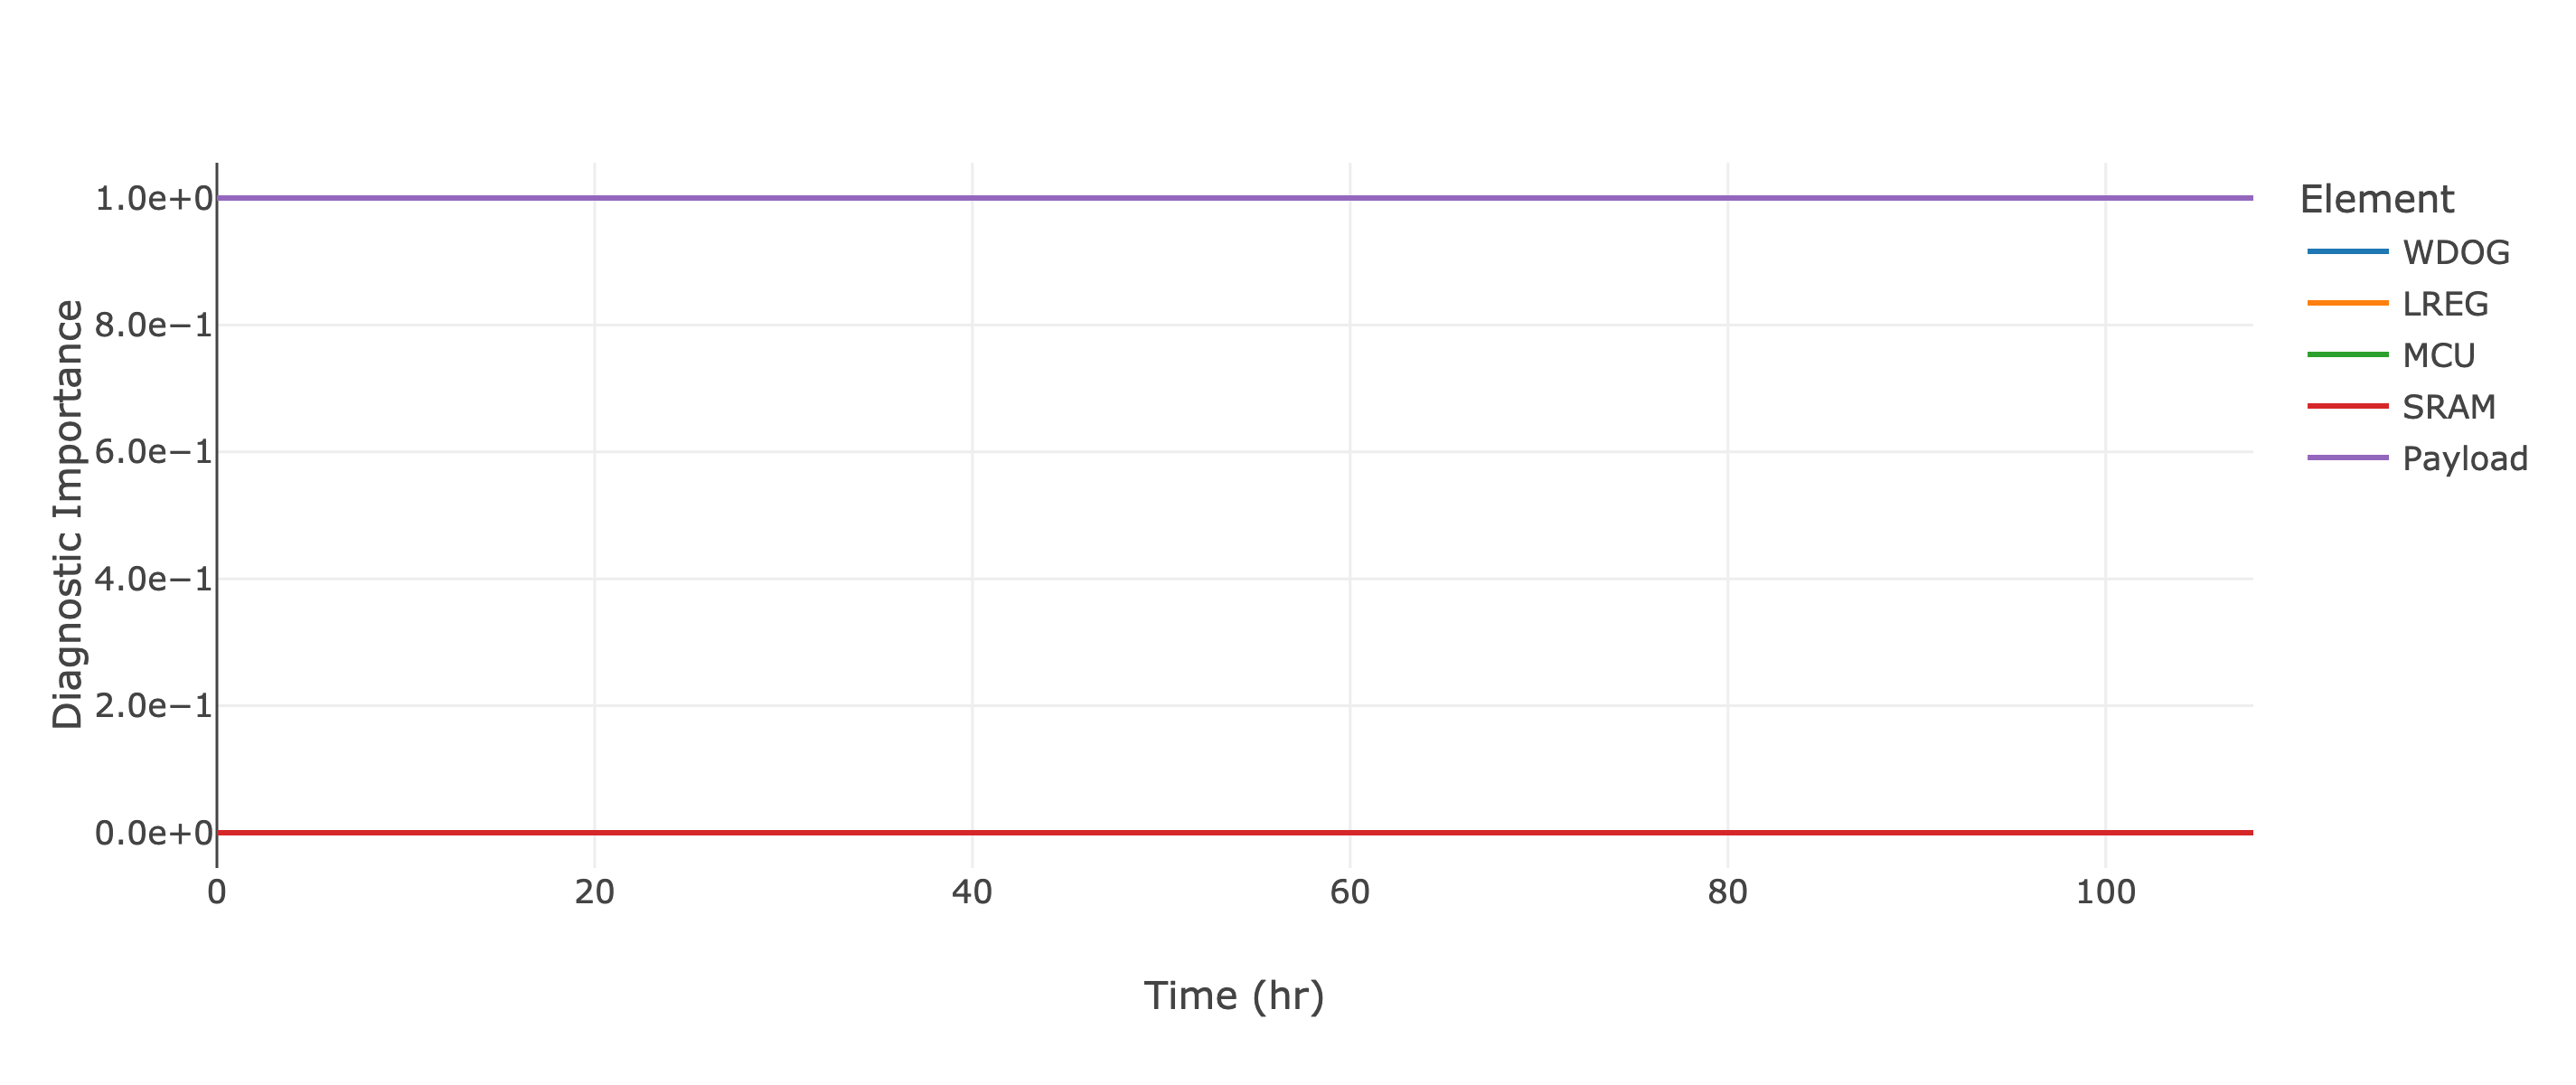 Diagnostic Importance
1.0e+0
8.0e−1
6.0e−1
4.0e−1
2.0e−1
0.0e+0
0 20 40 60 80 100
Time (hr)
Element
WDOG
LREG
MCU
SRAM
Payload